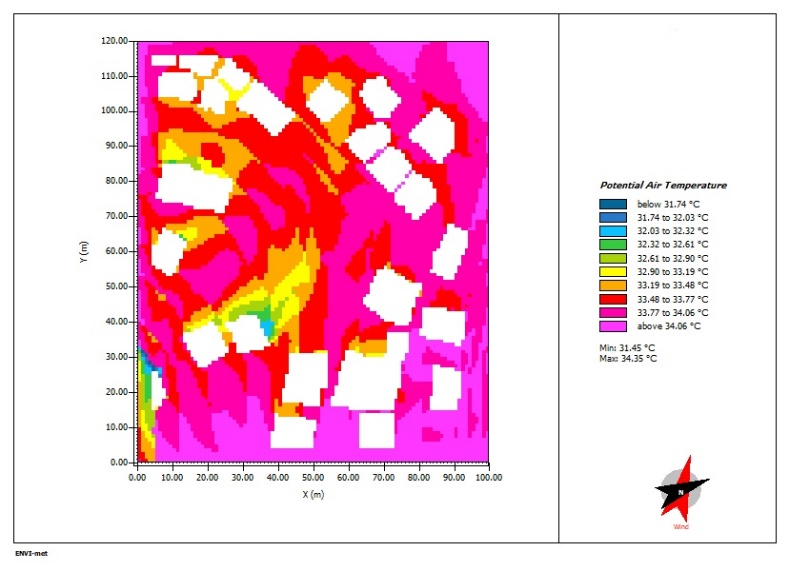 120.00
110.00
100.00
90.00
80.00
70.00
60.00
50.00
40.00
30.00
20.00
10.00
0.00
Y (m)
0.00 10.00 20.00 30.00 40.00 50.00 60.00 70.00 80.00 90.00 100.00
X (m)
Potential Air Temperature
below 31.74 °C
31.74 to 32.03 °C
32.03 to 32.32 °C
32.32 to 32.61 °C
32.61 to 32.90 °C
32.90 to 33.19 °C
33.19 to 33.48 °C
33.48 to 33.77 °C
33.77 to 34.06 °C
above 34.06 °C
Min: 31.45 °C
Max: 34.35 °C
N
Wind
ENVI-met